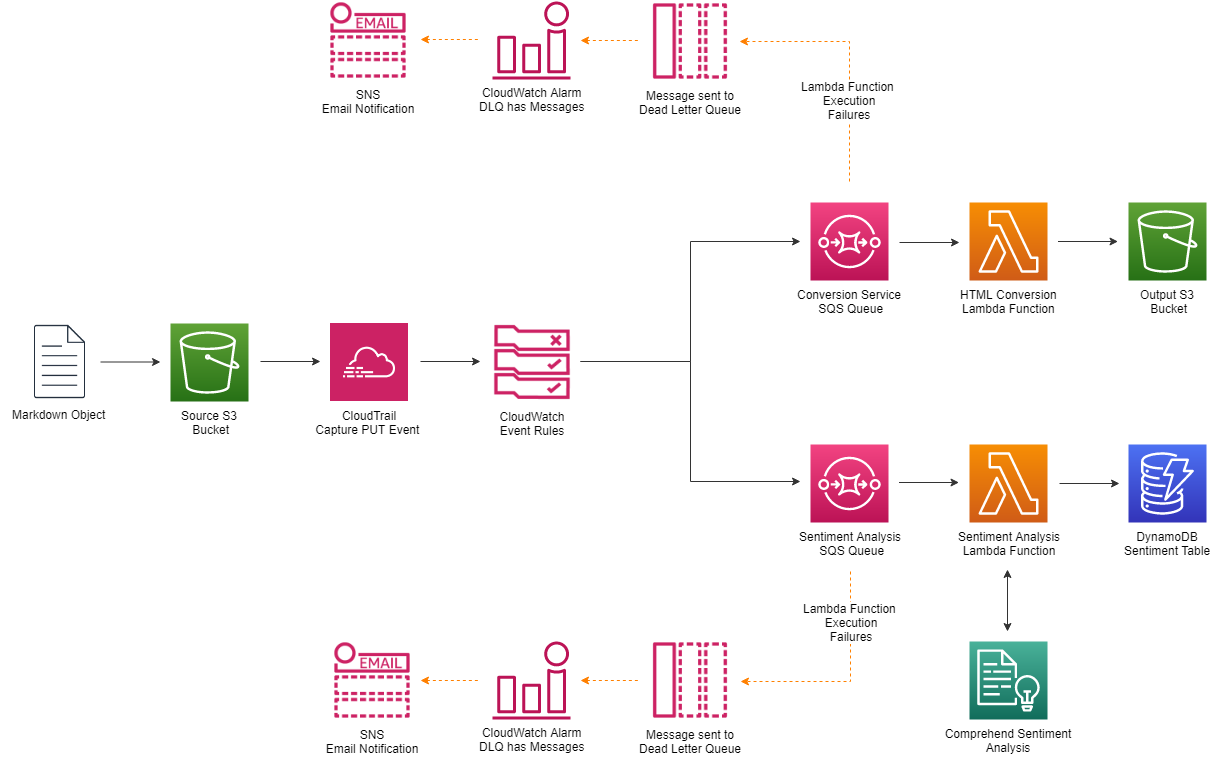 EMAIL
SNS
Email Notification
CloudWatch Alarm
DLQ has Messages
Message sent to
Dead Letter Queue
Lambda Function
Execution
Failures
Conversion Service
SQS Queue
HTML Conversion
Lambda Function
Output S3
Bucket
Markdown Object
Source S3
Bucket
CloudTrail
Capture PUT Event
CloudWatch
Event Rules
Sentiment Analysis
SQS Queue
Sentiment Analysis
Lambda Function
DynamoDB
Sentiment Table
Lambda Function
Execution
Failures
EMAIL
SNS
Email Notification
CloudWatch Alarm
DLQ has Messages
Message sent to
Dead Letter Queue
Comprehend Sentiment
Analysis